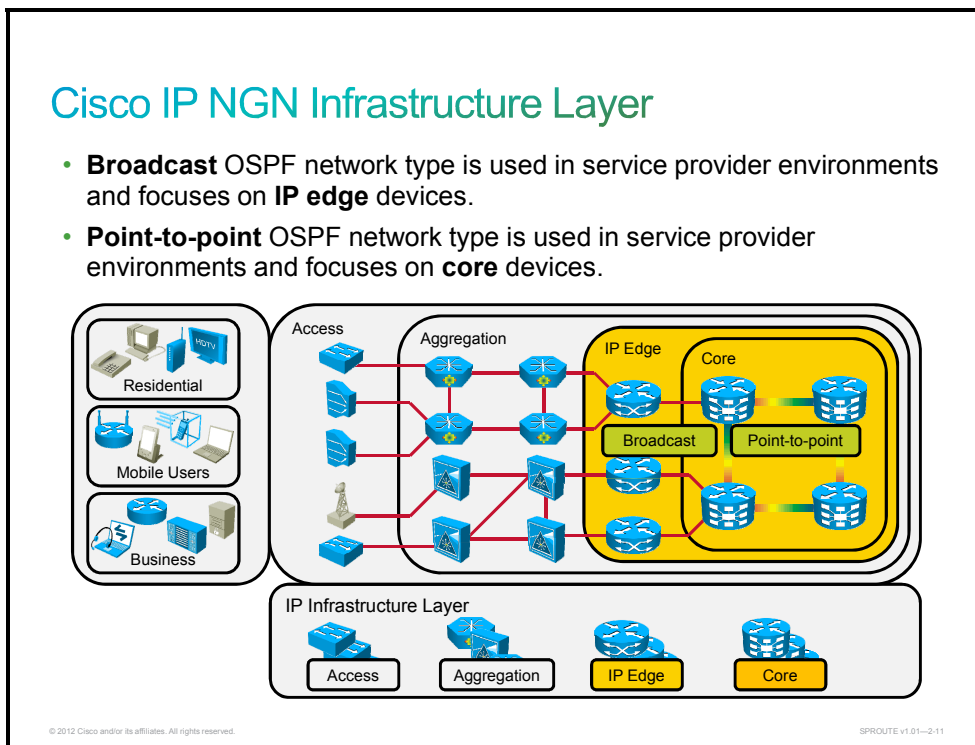 Cisco IP NGN Infrastructure Layer
• Broadcast OSPF network type is used in service provider environments
and focuses on IP edge devices.
• Point-to-point OSPF network type is used in service provider
environments and focuses on core devices.
HDTV
Residential
Mobile Users
Business
Access
Aggregation
IP Edge
Core
Broadcast
Point-to-point
IP Infrastructure Layer
Access
Aggregation
IP Edge
Core
© 2012 Cisco and/or its affiliates. All rights reserved.
SPROUTE v1.01—2-11